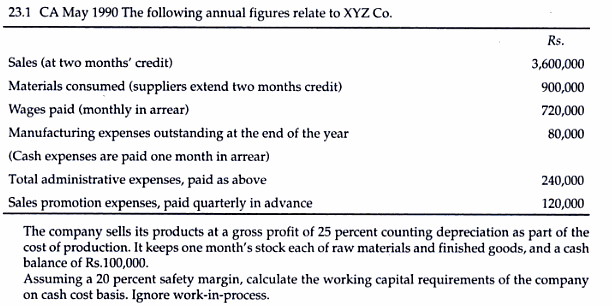 23.1 CA May 1990 The following annual figures relate to XYZ Co.
Rs.
Sales (at two months' credit) 3,600,000
Materials consumed (suppliers extend two months credit) 900,000
Wages paid (monthly in arrear) 720,000
Manufacturing expenses outstanding at the end of the year 80,000
(Cash expenses are paid one month in arrear)
Total administrative expenses, paid as above 240,000
Sales promotion expenses, paid quarterly in advance 120,000
The company sells its products at a gross profit of 25 percent counting depreciation as part of the
cost of production. It keeps one month's stock each of raw materials and finished goods, and a cash
balance of Rs.100,000.
Assuming a 20 percent safety margin, calculate the working capital requirements of the company
on cash cost basis. Ignore work-in-process.